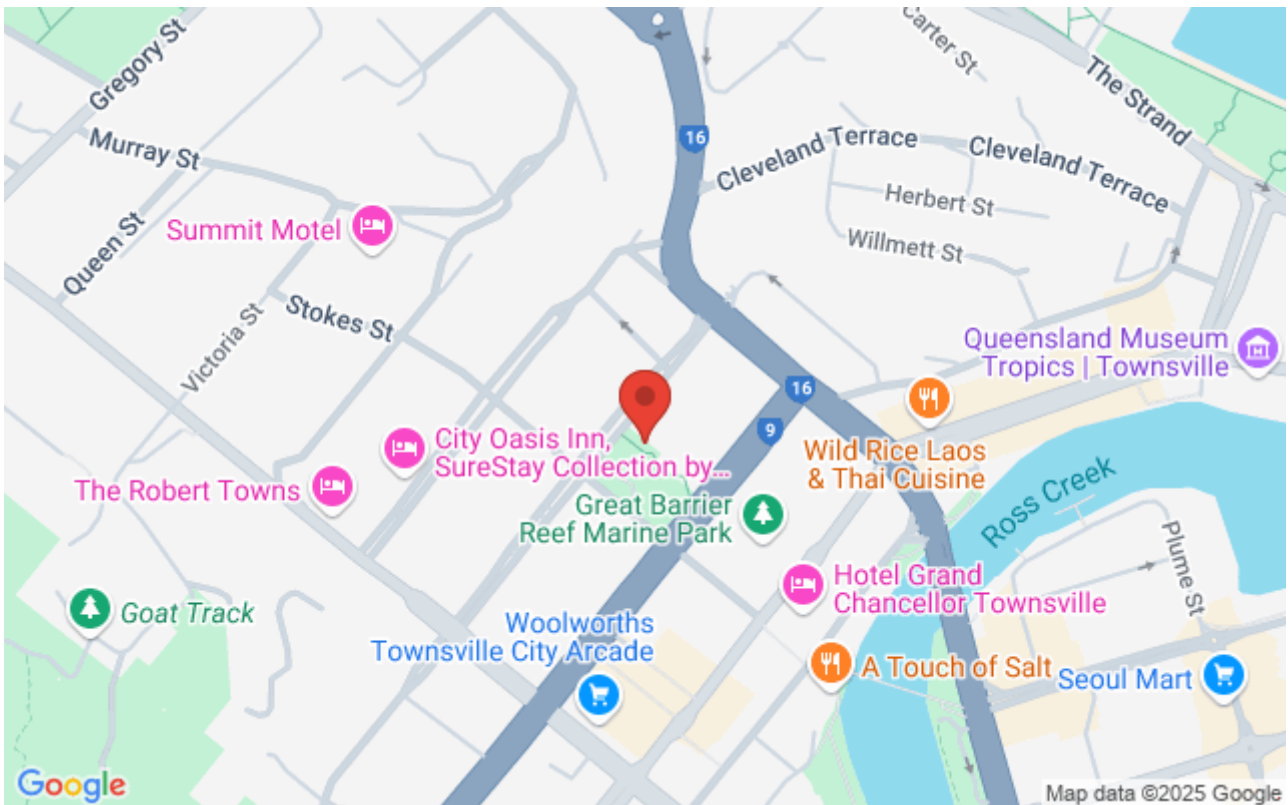 Gregory St
Carter St
The Strand
Murray St
16
Cleveland Terrace
Cleveland Terrace
Herbert St
Queen St
Summit Motel
Willmett St
Victoria St
Stokes St
Queensland Museum
Tropics | Townsville
16
9
Wild Rice Laos
& Thai Cuisine
City Oasis Inn,
SureStay Collection by...
The Robert Towns
Great Barrier
Reef Marine Park
Ross Creek
Plume St
Hotel Grand
Chancellor Townsville
Goat Track
Woolworths
Townsville City Arcade
A Touch of Salt
Seoul Mart
Google
Map data ©2025 Google